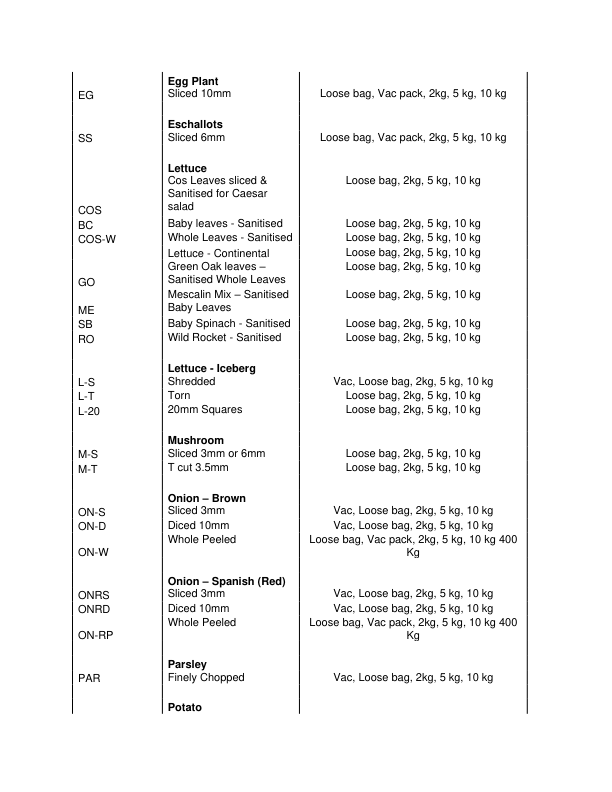 Egg Plant
EG Sliced 10mm Loose bag, Vac pack, 2kg, 5 kg, 10 kg
Eschallots
SS Sliced 6mm Loose bag, Vac pack, 2kg, 5 kg, 10 kg
Lettuce
Cos Leaves sliced & Loose bag, 2kg, 5 kg, 10 kg
Sanitised for Caesar
salad
COS
BC Baby leaves - Sanitised Loose bag, 2kg, 5 kg, 10 kg
COS-W Whole Leaves - Sanitised Loose bag, 2kg, 5 kg, 10 kg
Lettuce - Continental Loose bag, 2kg, 5 kg, 10 kg
Green Oak leaves – Loose bag, 2kg, 5 kg, 10 kg
GO Sanitised Whole Leaves
Mescalin Mix – Sanitised Loose bag, 2kg, 5 kg, 10 kg
ME Baby Leaves
SB Baby Spinach - Sanitised Loose bag, 2kg, 5 kg, 10 kg
RO Wild Rocket - Sanitised Loose bag, 2kg, 5 kg, 10 kg
Lettuce - Iceberg
L-S Shredded Vac, Loose bag, 2kg, 5 kg, 10 kg
L-T Torn Loose bag, 2kg, 5 kg, 10 kg
L-20 20mm Squares Loose bag, 2kg, 5 kg, 10 kg
Mushroom
M-S Sliced 3mm or 6mm Loose bag, 2kg, 5 kg, 10 kg
M-T T cut 3.5mm Loose bag, 2kg, 5 kg, 10 kg
Onion – Brown
ON-S Sliced 3mm Vac, Loose bag, 2kg, 5 kg, 10 kg
ON-D Diced 10mm Vac, Loose bag, 2kg, 5 kg, 10 kg
Whole Peeled Loose bag, Vac pack, 2kg, 5 kg, 10 kg 400
ON-W Kg
Onion – Spanish (Red)
ONRS Sliced 3mm Vac, Loose bag, 2kg, 5 kg, 10 kg
ONRD Diced 10mm Vac, Loose bag, 2kg, 5 kg, 10 kg
Whole Peeled Loose bag, Vac pack, 2kg, 5 kg, 10 kg 400
ON-RP Kg
Parsley
PAR Finely Chopped Vac, Loose bag, 2kg, 5 kg, 10 kg
Potato